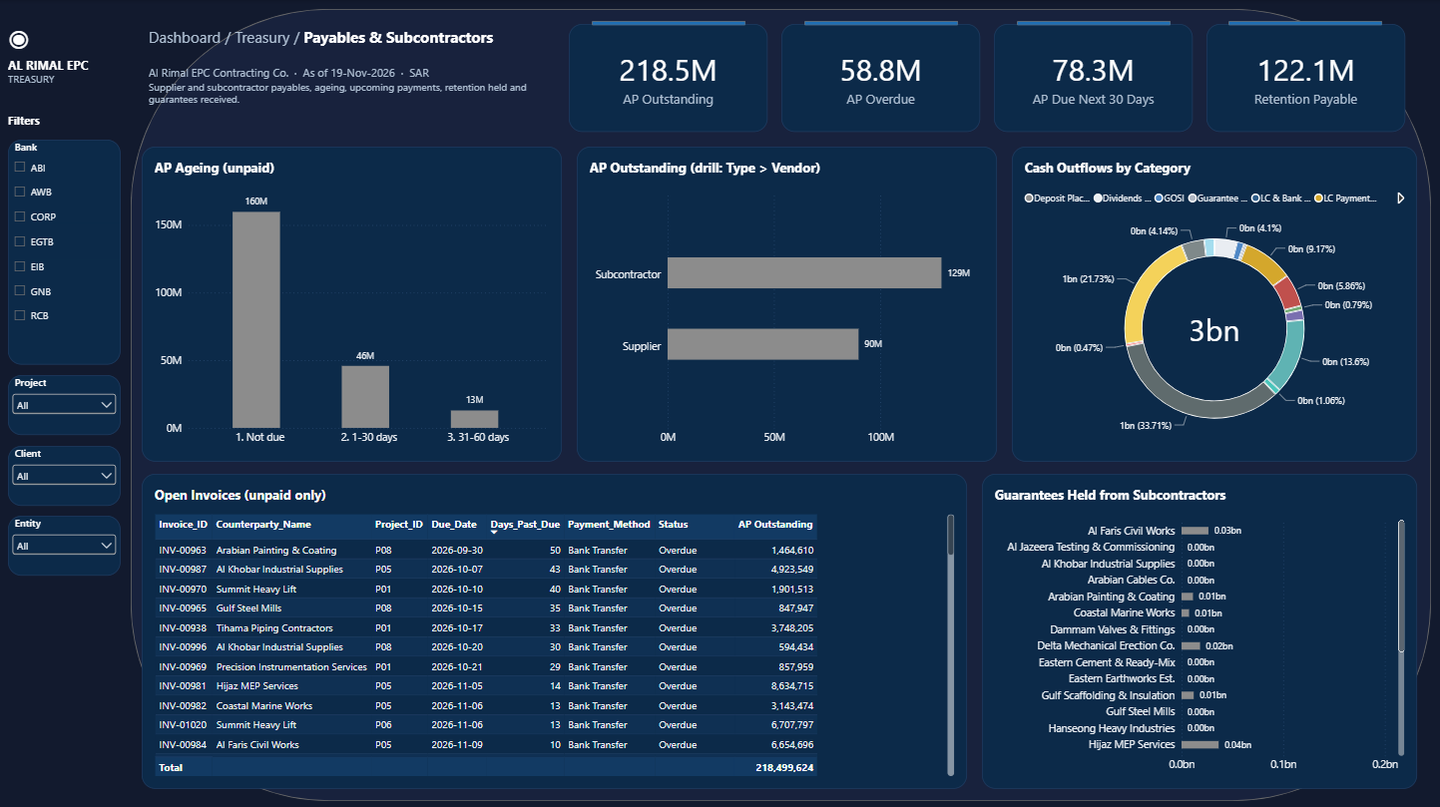 AL RIMAL EPC
TREASURY
Filters
Bank
ABI
AWB
CORP
EGTB
EIB
GNB
RCB
Project
All
Client
All
Entity
All
Dashboard / Treasury / Payables & Subcontractors
Al Rimal EPC Contracting Co. · As of 19-Nov-2026 · SAR
Supplier and subcontractor payables, ageing, upcoming payments, retention held and
guarantees received.
218.5M
AP Outstanding
58.8M
AP Overdue
78.3M
AP Due Next 30 Days
122.1M
Retention Payable
AP Ageing (unpaid)
150M
100M
50M
0M
160M
46M
13M
1. Not due
2. 1-30 days
3. 31-60 days
AP Outstanding (drill: Type > Vendor)
Subcontractor
129M
Supplier
90M
0M
50M
100M
Cash Outflows by Category
Deposit Plac... Dividends ... GOSI Guarantee ... LC & Bank ... LC Payment...
0bn (4.14%)
0bn (4.1%)
0bn (9.17%)
0bn (5.86%)
0bn (0.79%)
0bn (13.6%)
0bn (1.06%)
1bn (33.71%)
0bn (0.47%)
1bn (21.73%)
3bn
Open Invoices (unpaid only)
Invoice_ID Counterparty_Name Project_ID Due_Date Days_Past_Due Payment_Method Status AP Outstanding
INV-00963 Arabian Painting & Coating P08 2026-09-30 50 Bank Transfer Overdue 1,464,610
INV-00987 Al Khobar Industrial Supplies P05 2026-10-07 43 Bank Transfer Overdue 4,923,549
INV-00970 Summit Heavy Lift P01 2026-10-10 40 Bank Transfer Overdue 1,901,513
INV-00965 Gulf Steel Mills P08 2026-10-15 35 Bank Transfer Overdue 847,947
INV-00938 Tihama Piping Contractors P01 2026-10-17 33 Bank Transfer Overdue 3,748,205
INV-00996 Al Khobar Industrial Supplies P08 2026-10-20 30 Bank Transfer Overdue 594,434
INV-00969 Precision Instrumentation Services P01 2026-10-21 29 Bank Transfer Overdue 857,959
INV-00981 Hijaz MEP Services P05 2026-11-05 14 Bank Transfer Overdue 8,634,715
INV-00982 Coastal Marine Works P05 2026-11-06 13 Bank Transfer Overdue 3,143,474
INV-01020 Summit Heavy Lift P06 2026-11-06 13 Bank Transfer Overdue 6,707,797
INV-00984 Al Faris Civil Works P05 2026-11-09 10 Bank Transfer Overdue 6,654,696
Total 218,499,624
Guarantees Held from Subcontractors
Al Faris Civil Works 0.03bn
Al Jazeera Testing & Commissioning 0.00bn
Al Khobar Industrial Supplies 0.00bn
Arabian Cables Co. 0.00bn
Arabian Painting & Coating 0.01bn
Coastal Marine Works 0.01bn
Dammam Valves & Fittings 0.00bn
Delta Mechanical Erection Co. 0.02bn
Eastern Cement & Ready-Mix 0.00bn
Eastern Earthworks Est. 0.00bn
Gulf Scaffolding & Insulation 0.01bn
Gulf Steel Mills 0.00bn
Hanseong Heavy Industries 0.00bn
Hijaz MEP Services 0.04bn
0.0bn
0.1bn
0.2bn